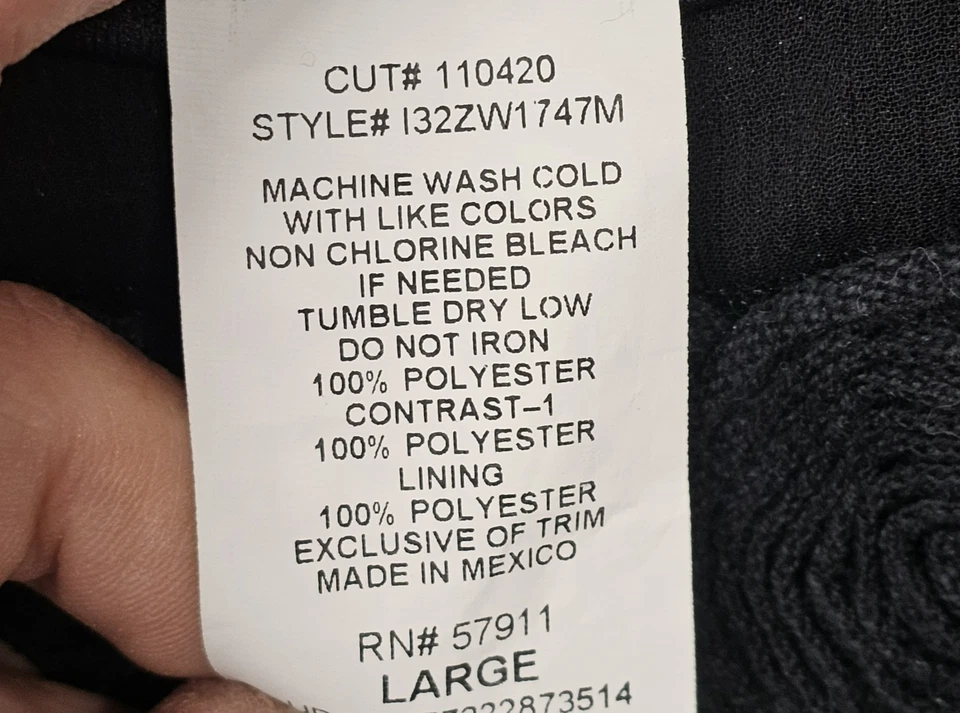 CUT# 110420
STYLE# I32ZW1747M
MACHINE WASH COLD
WITH LIKE COLORS
NON CHLORINE BLEACH
IF NEEDED
TUMBLE DRY LOW
DO NOT IRON
100% POLYESTER
CONTRAST-1
100% POLYESTER
LINING
100% POLYESTER
EXCLUSIVE OF TRIM
MADE IN MEXICO
RN# 57911
LARGE